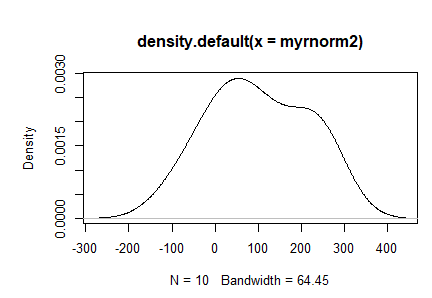 density.default(x = myrnorm2)
Density
0.0030
0.0015
0.0000
-300 -200 -100 0 100 200 300 400
N = 10 Bandwidth = 64.45